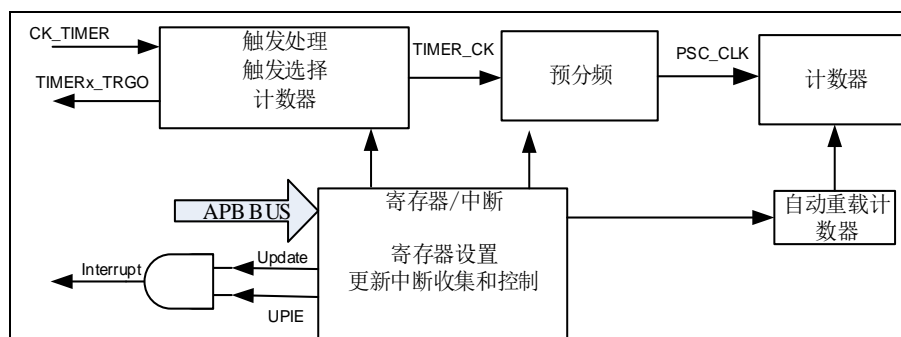 CK_TIMER
TIMERx_TRGO
触发处理
触发选择
计数器
TIMER_CK
预分频
PSC_CLK
计数器
APB BUS
寄存器/中断
寄存器设置
更新中断收集和控制
自动重载计
数器
Interrupt
Update
UPIE